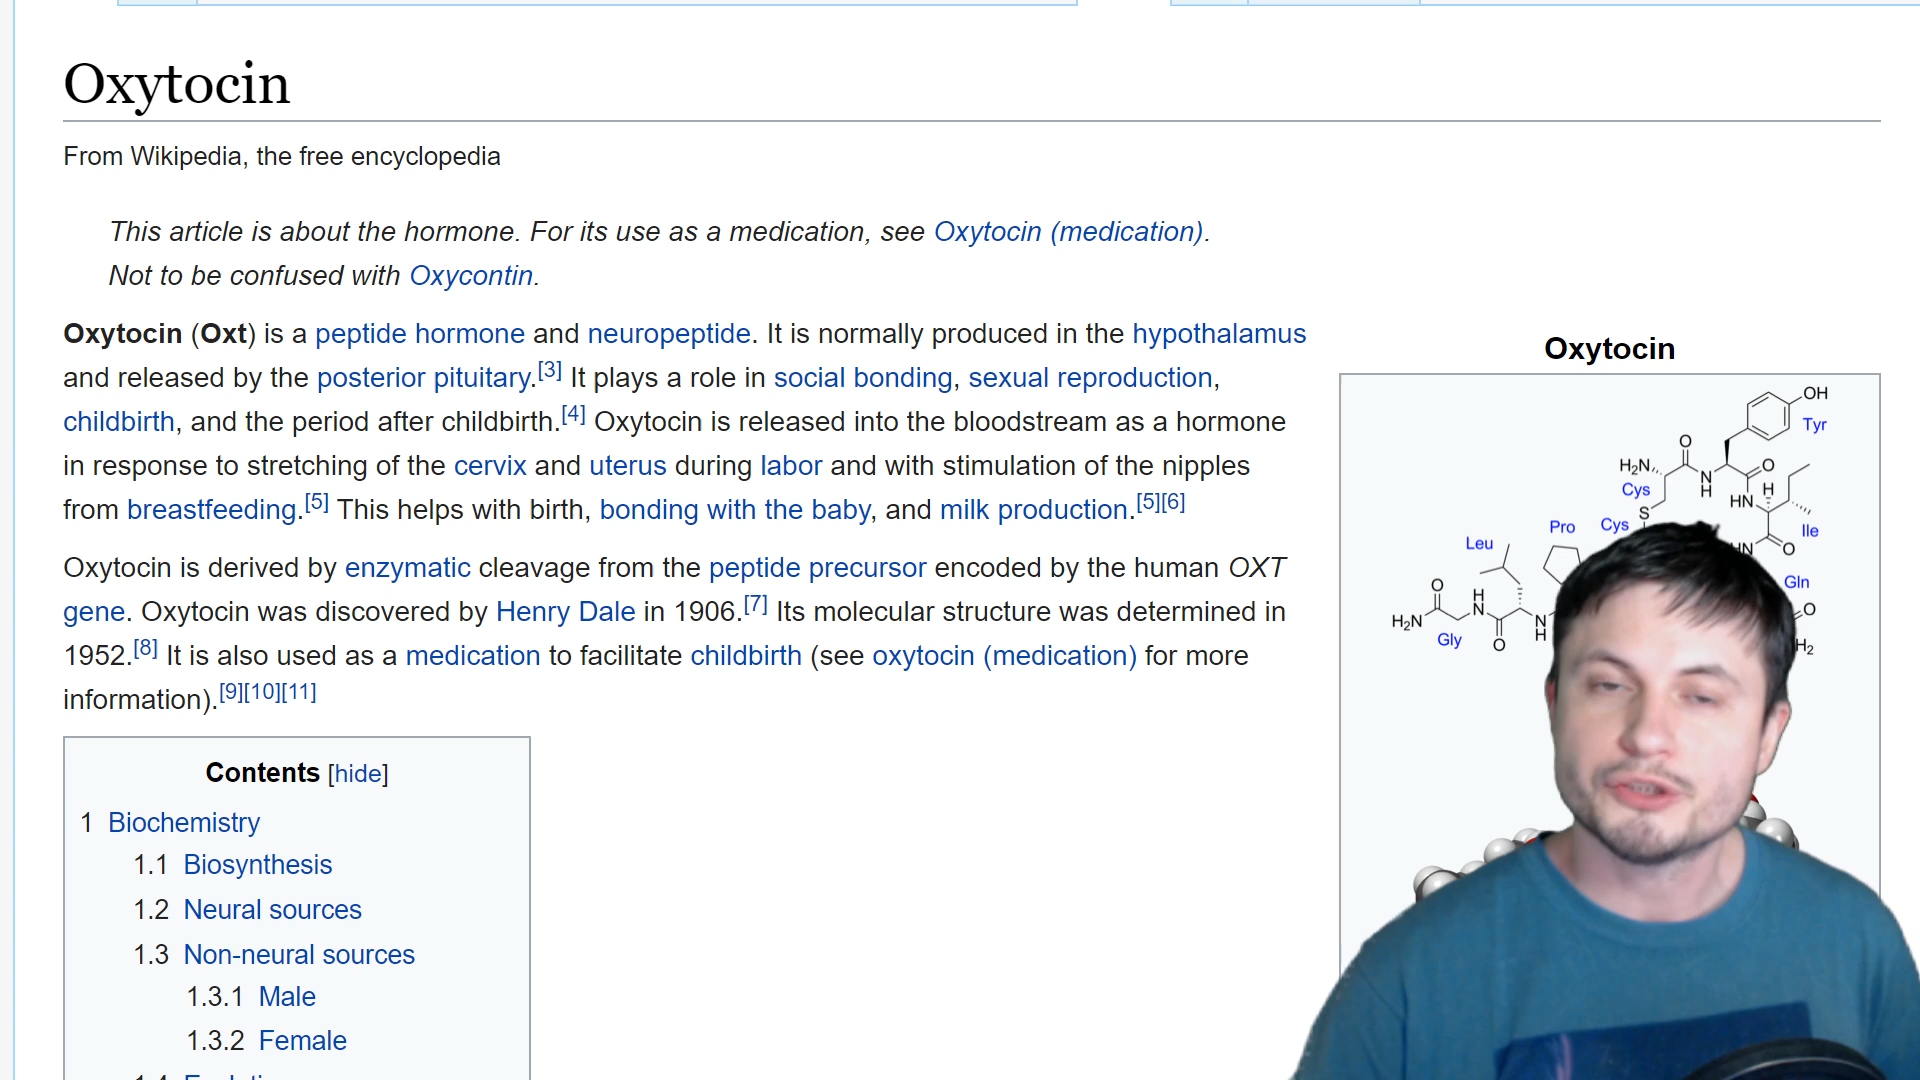 Oxytocin
From Wikipedia, the free encyclopedia
This article is about the hormone. For its use as a medication, see Oxytocin (medication).
Not to be confused with Oxycontin.
Oxytocin (Oxt) is a peptide hormone and neuropeptide. It is normally produced in the hypothalamus
and released by the posterior pituitary.[3] It plays a role in social bonding, sexual reproduction,
childbirth, and the period after childbirth.[4] Oxytocin is released into the bloodstream as a hormone
in response to stretching of the cervix and uterus during labor and with stimulation of the nipples
from breastfeeding.[5] This helps with birth, bonding with the baby, and milk production.[5][6]
Oxytocin is derived by enzymatic cleavage from the peptide precursor encoded by the human OXT
gene. Oxytocin was discovered by Henry Dale in 1906.[7] Its molecular structure was determined in
1952.[8] It is also used as a medication to facilitate childbirth (see oxytocin (medication) for more
information).[9][10][11]
Contents [hide]
1 Biochemistry
1.1 Biosynthesis
1.2 Neural sources
1.3 Non-neural sources
1.3.1 Male
1.3.2 Female
Oxytocin
OH
Tyr
O
H₂N
O
Cys
N
H
HN
H
S
Cys
Pro
Ile
Leu
HN
O
Gln
O
H
N
O
H₂N
Gly
O
N
H
H₂